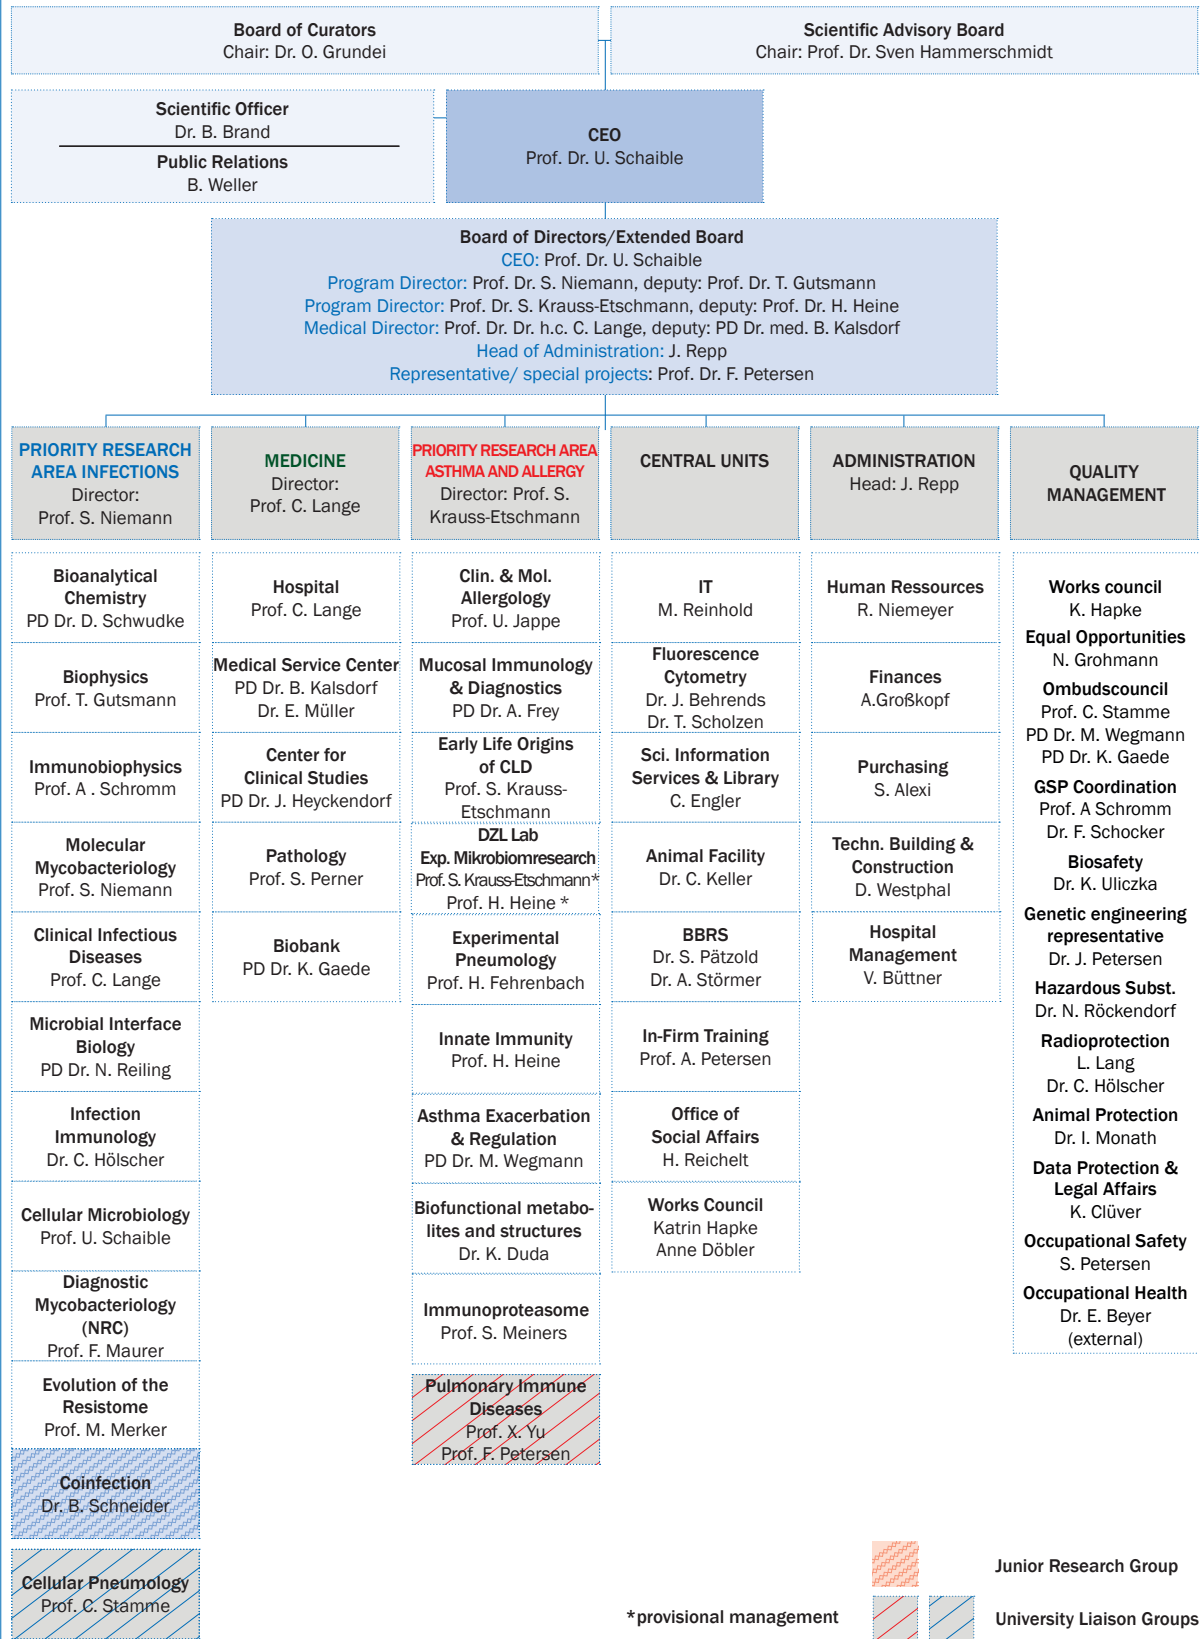 Board of Curators
Chair: Dr. O. Grundei
Scientific Advisory Board
Chair: Prof. Dr. Sven Hammerschmidt
Scientific Officer
Dr. B. Brand
Public Relations
B. Weller
CEO
Prof. Dr. U. Schaible
Board of Directors/Extended Board
CEO: Prof. Dr. U. Schaible
Program Director: Prof. Dr. S. Niemann, deputy: Prof. Dr. T. Gutsmann
Program Director: Prof. Dr. S. Krauss-Etschmann, deputy: Prof. Dr. H. Heine
Medical Director: Prof. Dr. Dr. h.c. C. Lange, deputy: PD Dr. med. B. Kalsdorf
Head of Administration: J. Repp
Representative/ special projects: Prof. Dr. F. Petersen
PRIORITY RESEARCH
AREA INFECTIONS
Director:
Prof. S. Niemann
Bioanalytical
Chemistry
PD Dr. D. Schwudke
Biophysics
Prof. T. Gutsmann
Immunobiophysics
Prof. A . Schromm
Molecular
Mycobacteriology
Prof. S. Niemann
Clinical Infectious
Diseases
Prof. C. Lange
Microbial Interface
Biology
PD Dr. N. Reiling
Infection
Immunology
Dr. C. Hölscher
Cellular Microbiology
Prof. U. Schaible
Diagnostic
Mycobacteriology
(NRC)
Prof. F. Maurer
Evolution of the
Resistome
Prof. M. Merker
Coinfection
Dr. B. Schneider
Cellular Pneumology
Prof. C. Stamme
MEDICINE
Director:
Prof. C. Lange
Hospital
Prof. C. Lange
Medical Service Center
PD Dr. B. Kalsdorf
Dr. E. Müller
Center for
Clinical Studies
PD Dr. J. Heyckendorf
Pathology
Prof. S. Perner
Biobank
PD Dr. K. Gaede
PRIORITY RESEARCH AREA
ASTHMA AND ALLERGY
Director: Prof. S.
Krauss-Etschmann
Clin. & Mol.
Allergology
Prof. U. Jappe
Mucosal Immunology
& Diagnostics
PD Dr. A. Frey
Early Life Origins
of CLD
Prof. S. Krauss-
Etschmann
DZL Lab
Exp. Mikrobiomresearch
Prof. S. Krauss-Etschmann*
Prof. H. Heine *
Experimental
Pneumology
Prof. H. Fehrenbach
Innate Immunity
Prof. H. Heine
Asthma Exacerbation
& Regulation
PD Dr. M. Wegmann
Biofunctional metabo-
lites and structures
Dr. K. Duda
Immunoproteasome
Prof. S. Meiners
Pulmonary Immune
Diseases
Prof. X. Yu
Prof. F. Petersen
CENTRAL UNITS
IT
M. Reinhold
Fluorescence
Cytometry
Dr. J. Behrends
Dr. T. Scholzen
Sci. Information
Services & Library
C. Engler
Animal Facility
Dr. C. Keller
BBRS
Dr. S. Pätzold
Dr. A. Störmer
In-Firm Training
Prof. A. Petersen
Office of
Social Affairs
H. Reichelt
Works Council
Katrin Hapke
Anne Döbler
ADMINISTRATION
Head: J. Repp
Human Ressources
R. Niemeyer
Finances
A.Großkopf
Purchasing
S. Alexi
Techn. Building &
Construction
D. Westphal
Hospital
Management
V. Büttner
QUALITY
MANAGEMENT
Works council
K. Hapke
Equal Opportunities
N. Grohmann
Ombudscouncil
Prof. C. Stamme
PD Dr. M. Wegmann
PD Dr. K. Gaede
GSP Coordination
Prof. A Schromm
Dr. F. Schocker
Biosafety
Dr. K. Uliczka
Genetic engineering
representative
Dr. J. Petersen
Hazardous Subst.
Dr. N. Röckendorf
Radioprotection
L. Lang
Dr. C. Hölscher
Animal Protection
Dr. I. Monath
Data Protection &
Legal Affairs
K. Clüver
Occupational Safety
S. Petersen
Occupational Health
Dr. E. Beyer
(external)
*provisional management
Junior Research Group
University Liaison Groups